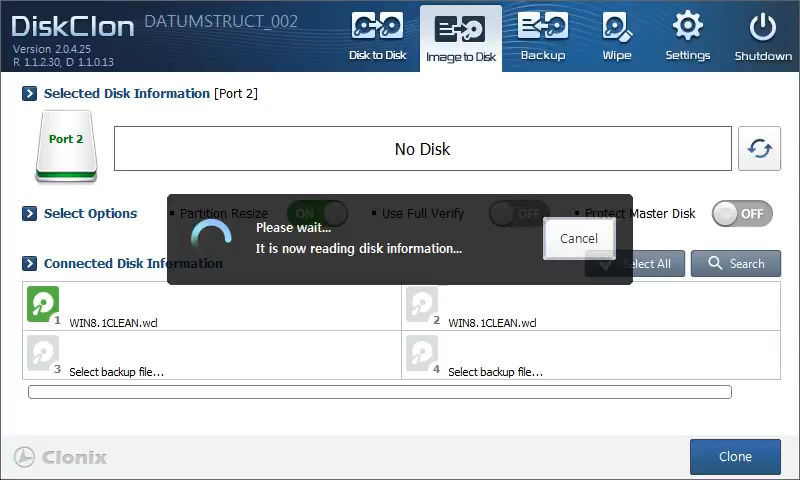 DiskClon
DATUMSTRUCT_002
Version 2.0.4.25
R 1.1.2.30, D 1.1.0.13
Disk to Disk
Image to Disk
Backup
Wipe
Settings
Shutdown
Selected Disk Information [Port 2]
Port 2
No Disk
Select Options
Partition Resize
ON
Use Full Verify
OFF
Protect Master Disk
OFF
Please wait...
It is now reading disk information...
Cancel
Connected Disk Information
Select All
Search
1
WIN8.1CLEAN.wcl
2
WIN8.1CLEAN.wcl
3
Select backup file...
4
Select backup file...
Clonix
Clone